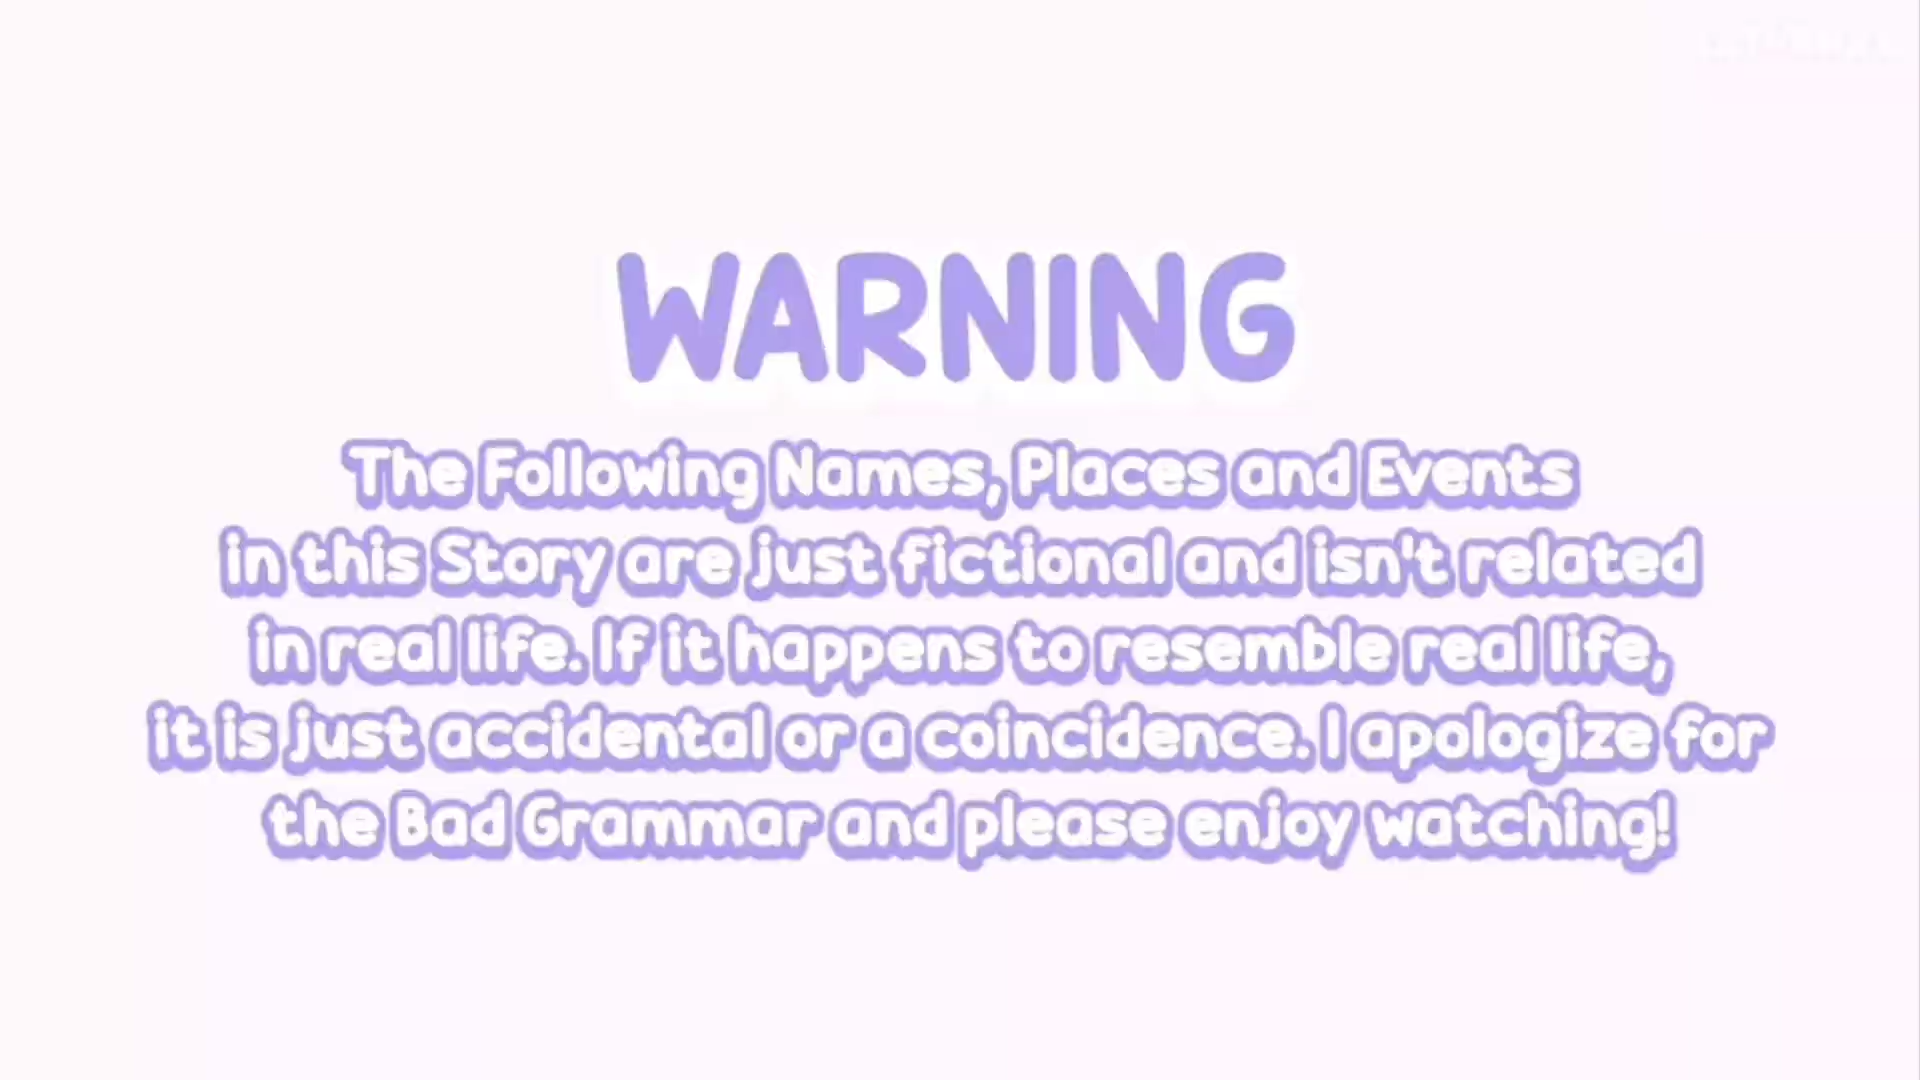 WARNING
The Following Names, Places and Events
in this Story are just fictional and isn't related
in real life. If it happens to resemble real life,
it is just accidental or a coincidence. I apologize for
the Bad Grammar and please enjoy watching!